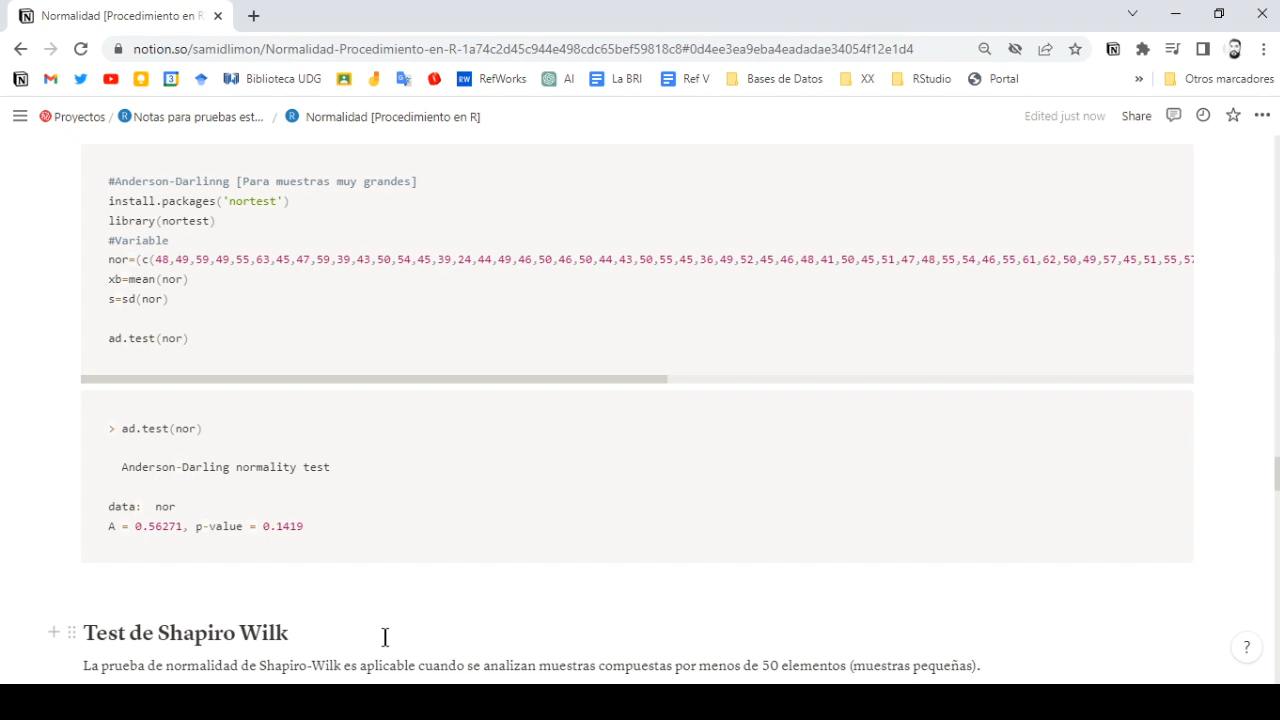 Normalidad [Procedimiento en R
notion.so/samidlimon/Normalidad-Procedimiento-en-R-1a74c2d45c944e498cdc65bef59818c8#0d4ee3ea9eba4eadadae34054f12e1d4
Biblioteca UDG RefWorks AI La BRI Ref V Bases de Datos XX RStudio Portal » Otros marcadores
Proyectos / Notas para pruebas est... / Normalidad [Procedimiento en R] Edited just now Share
#Anderson-Darlinng [Para muestras muy grandes]
install.packages('nortest')
library(nortest)
#Variable
nor=(c(48,49,59,49,55,63,45,47,59,39,43,50,54,45,39,24,44,49,46,50,46,50,44,43,50,55,45,36,49,52,45,46,48,41,50,45,51,47,48,55,54,46,55,61,62,50,49,57,45,51,55,57
xb=mean(nor)
s=sd(nor)
ad.test(nor)
> ad.test(nor)
Anderson-Darling normality test
data: nor
A = 0.56271, p-value = 0.1419
Test de Shapiro Wilk
La prueba de normalidad de Shapiro-Wilk es aplicable cuando se analizan muestras compuestas por menos de 50 elementos (muestras pequeñas).
?